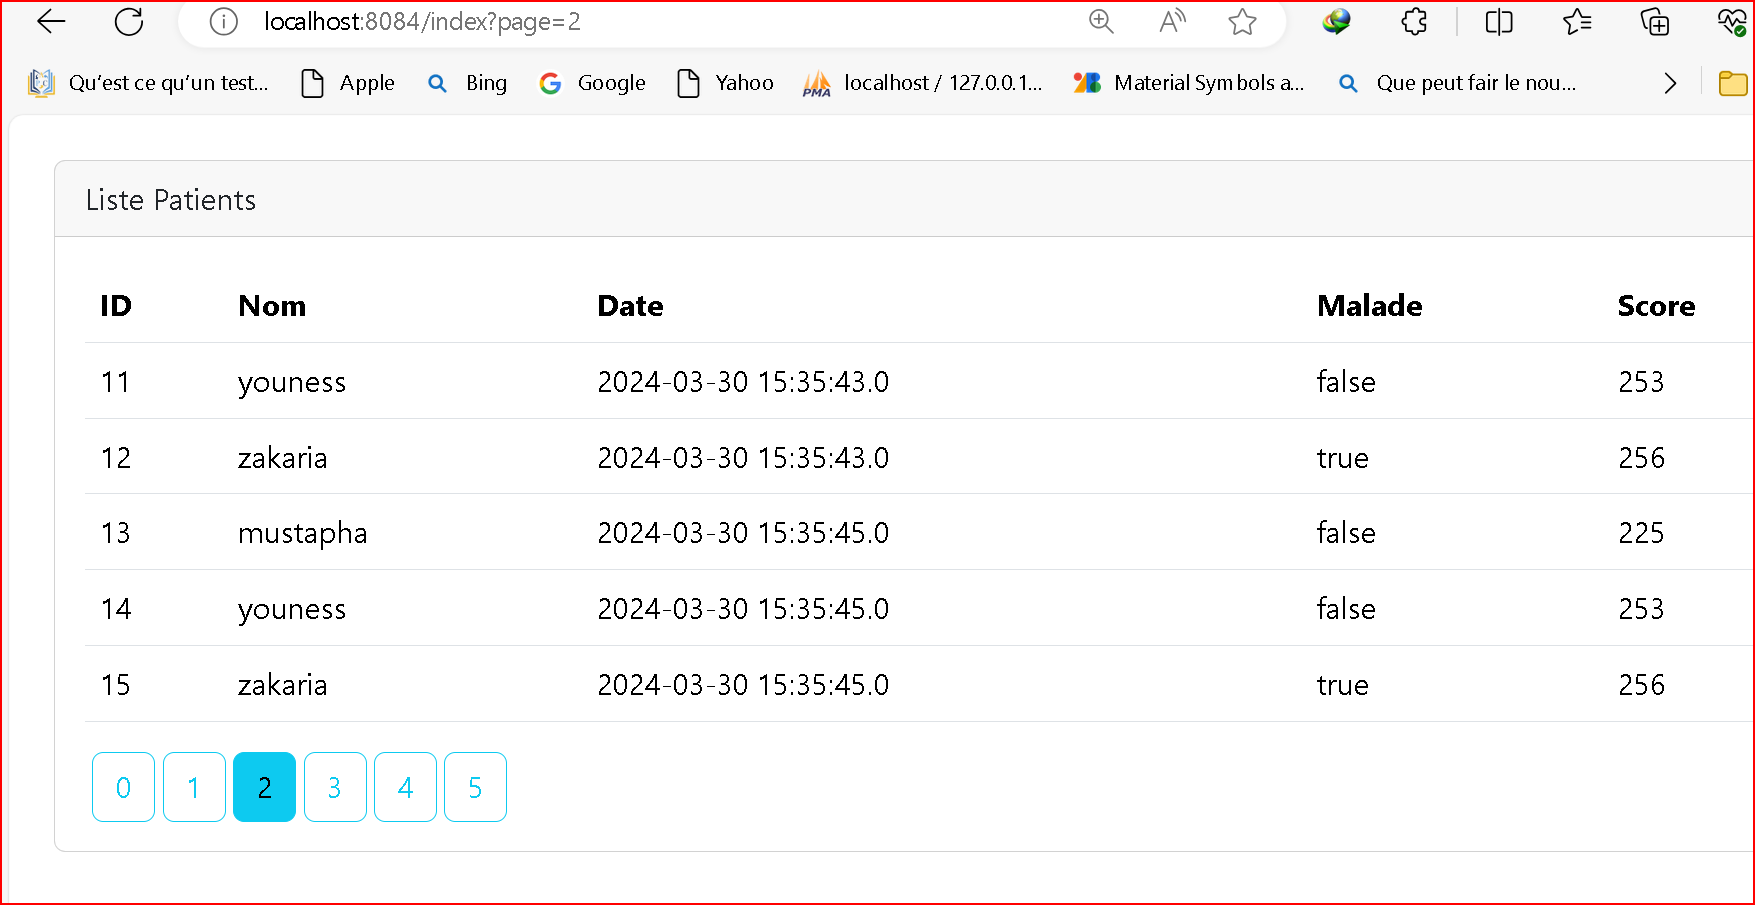 localhost:8084/index?page=2
Qu’est ce qu’un test... Apple Bing Google Yahoo PMA localhost / 127.0.0.1... Material Symbols a... Que peut fair le nou...
Liste Patients
ID Nom Date Malade Score
11 youness 2024-03-30 15:35:43.0 false 253
12 zakaria 2024-03-30 15:35:43.0 true 256
13 mustapha 2024-03-30 15:35:45.0 false 225
14 youness 2024-03-30 15:35:45.0 false 253
15 zakaria 2024-03-30 15:35:45.0 true 256
0 1 2 3 4 5